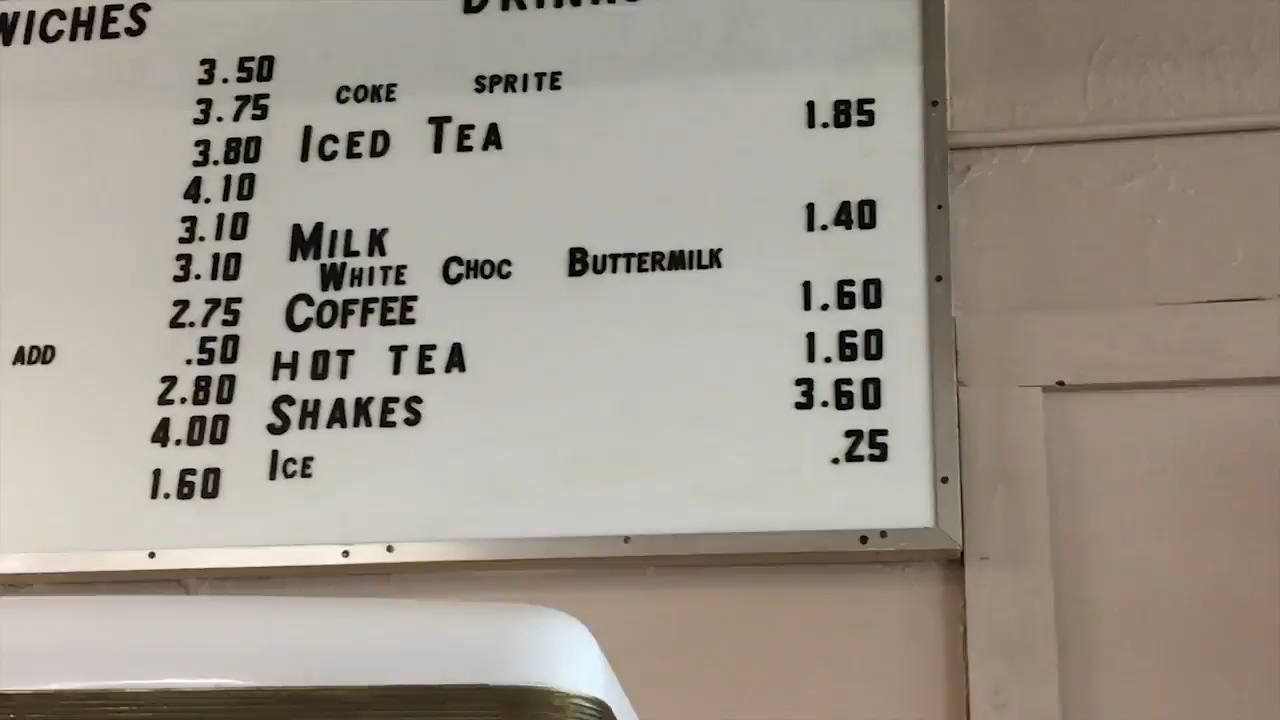 WICHES
3.50
3.75
3.80
4.10
3.10
3.10
2.75
ADD .50
2.80
4.00
1.60
DRINKS
COKE SPRITE
ICED TEA 1.85
MILK 1.40
WHITE CHOC BUTTERMILK
COFFEE 1.60
HOT TEA 1.60
SHAKES 3.60
ICE .25